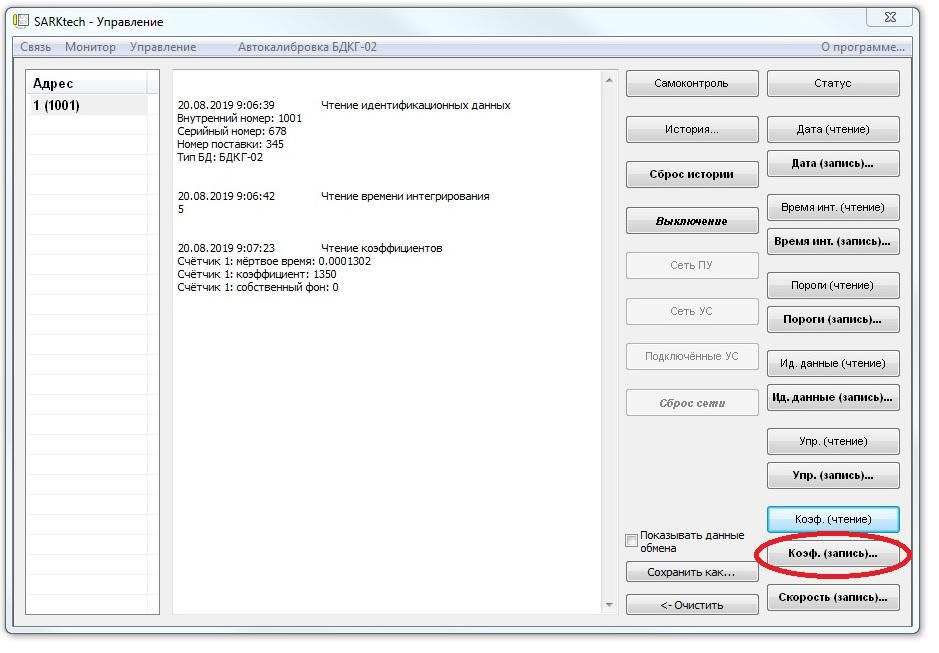 SARKtech - Управление
Связь Монитор Управление Автокалибровка БДКГ-02 О программе...
Адрес
1 (1001)
20.08.2019 9:06:39 Чтение идентификационных данных
Внутренний номер: 1001
Серийный номер: 678
Номер поставки: 345
Тип БД: БДКГ-02
20.08.2019 9:06:42 Чтение времени интегрирования
5
20.08.2019 9:07:23 Чтение коэффициентов
Счётчик 1: мёртвое время: 0.0001302
Счётчик 1: коэффициент: 1350
Счётчик 1: собственный фон: 0
Самоконтроль
История...
Сброс истории
Выключение
Сеть ПУ
Сеть УС
Подключённые УС
Сброс сети
Показывать данные
обмена
Сохранить как...
<- Очистить
Статус
Дата (чтение)
Дата (запись)...
Время инт. (чтение)
Время инт. (запись)...
Пороги (чтение)
Пороги (запись)...
Ид. данные (чтение)
Ид. данные (запись)...
Упр. (чтение)
Упр. (запись)...
Коэф. (чтение)
Коэф. (запись)...
Скорость (запись)...